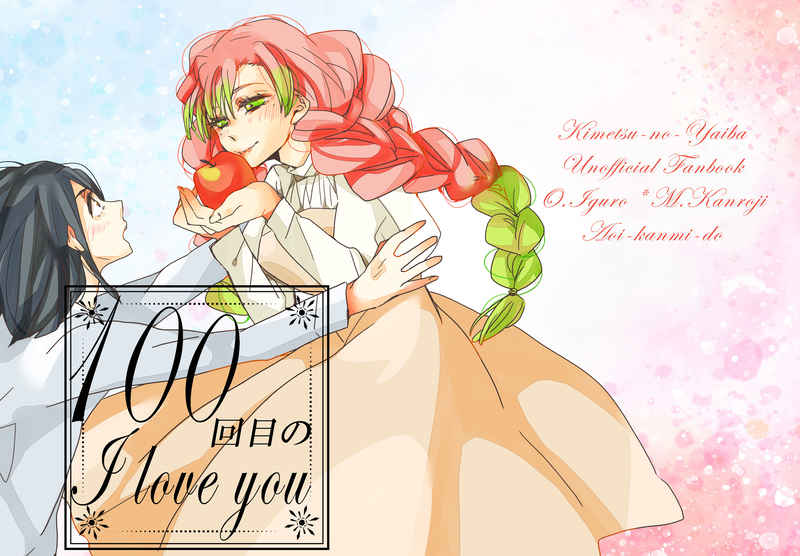 100
回目の
I love you
Kimetsu-no-Yaiba
Unofficial Fanbook
O.Iguro *M.Kanroji
Aoi-kanmi-do